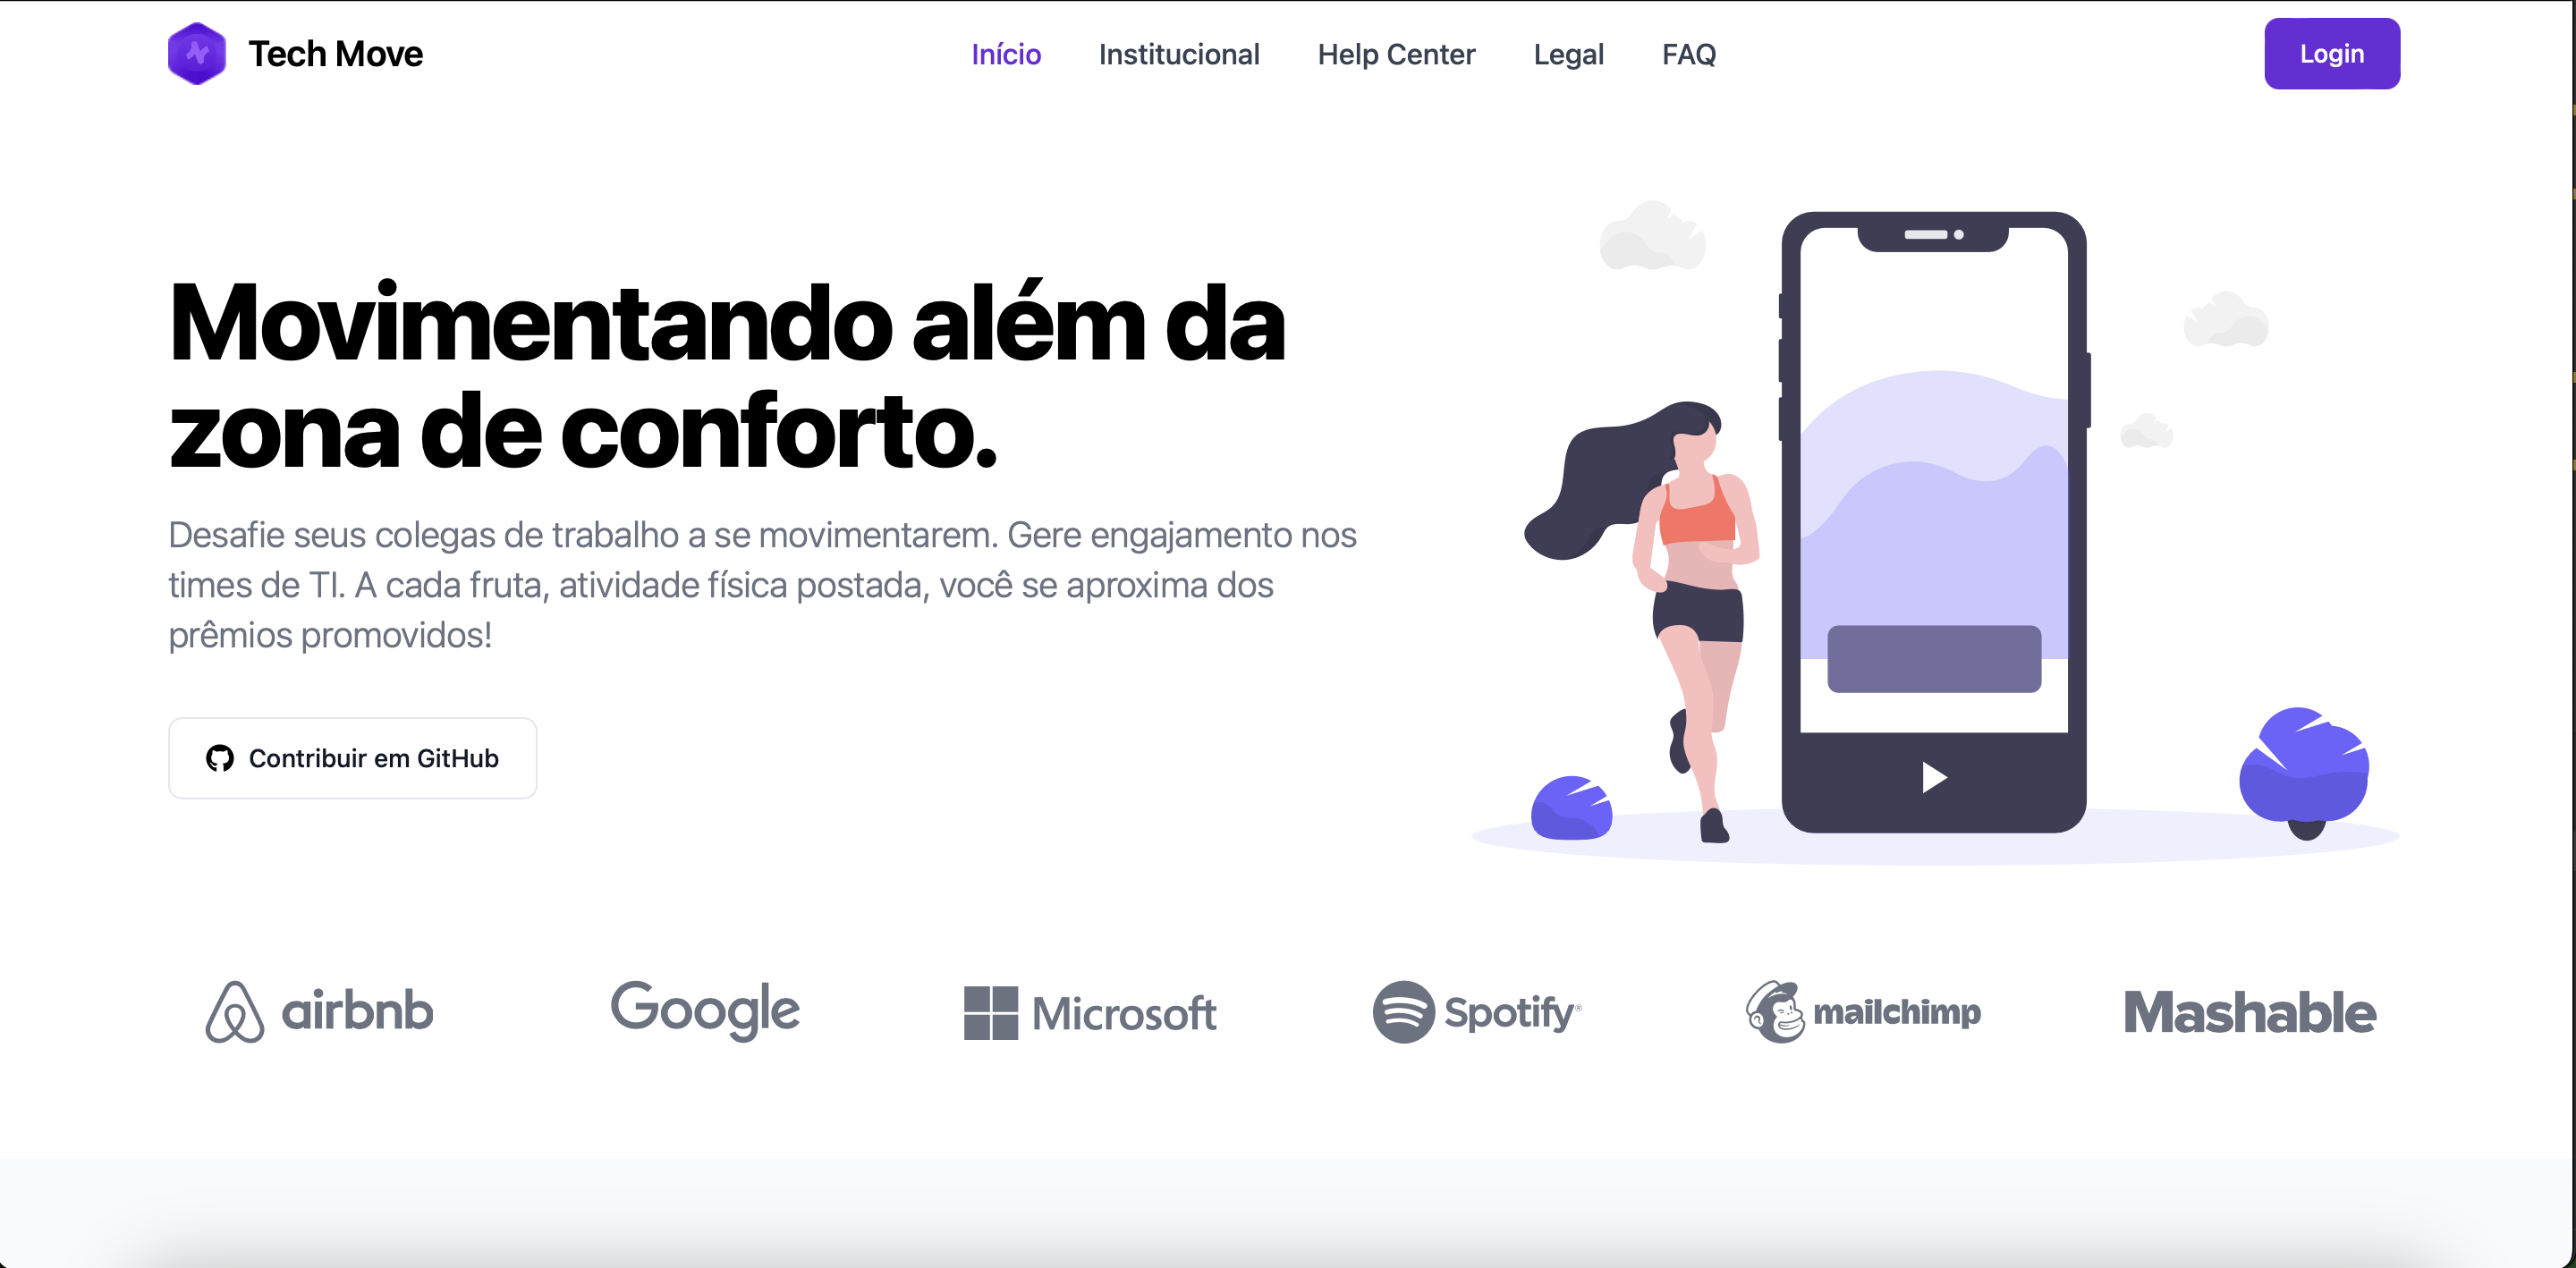 Tech Move
Início
Institucional
Help Center
Legal
FAQ
Login
Movimentando além da
zona de conforto.
Desafie seus colegas de trabalho a se movimentarem. Gere engajamento nos
times de TI. A cada fruta, atividade física postada, você se aproxima dos
prêmios promovidos!
Contribuir em GitHub
airbnb
Google
Microsoft
Spotify®
mailchimp
Mashable